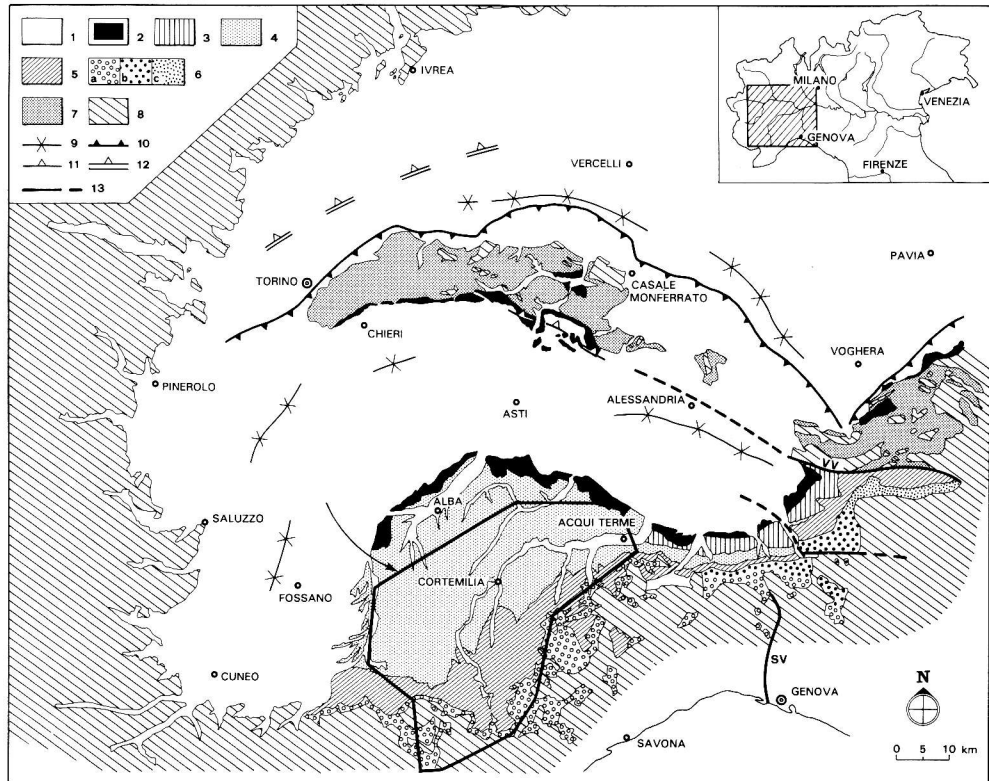 1 2 3 4
5 a b c 6
7 8
9 10
11 12
13
MILANO
VENEZIA
GENOVA
FIRENZE
IVREA
VERCELLI
PAVIA
TORINO
CASALE
MONFERRATO
CHIERI
VOGHERA
PINEROLO
ASTI
ALESSANDRIA
VV
ALBA
SALUZZO
ACQUI TERME
CORTEMILIA
FOSSANO
SV
CUNEO
GENOVA
N
SAVONA
0 5 10 km